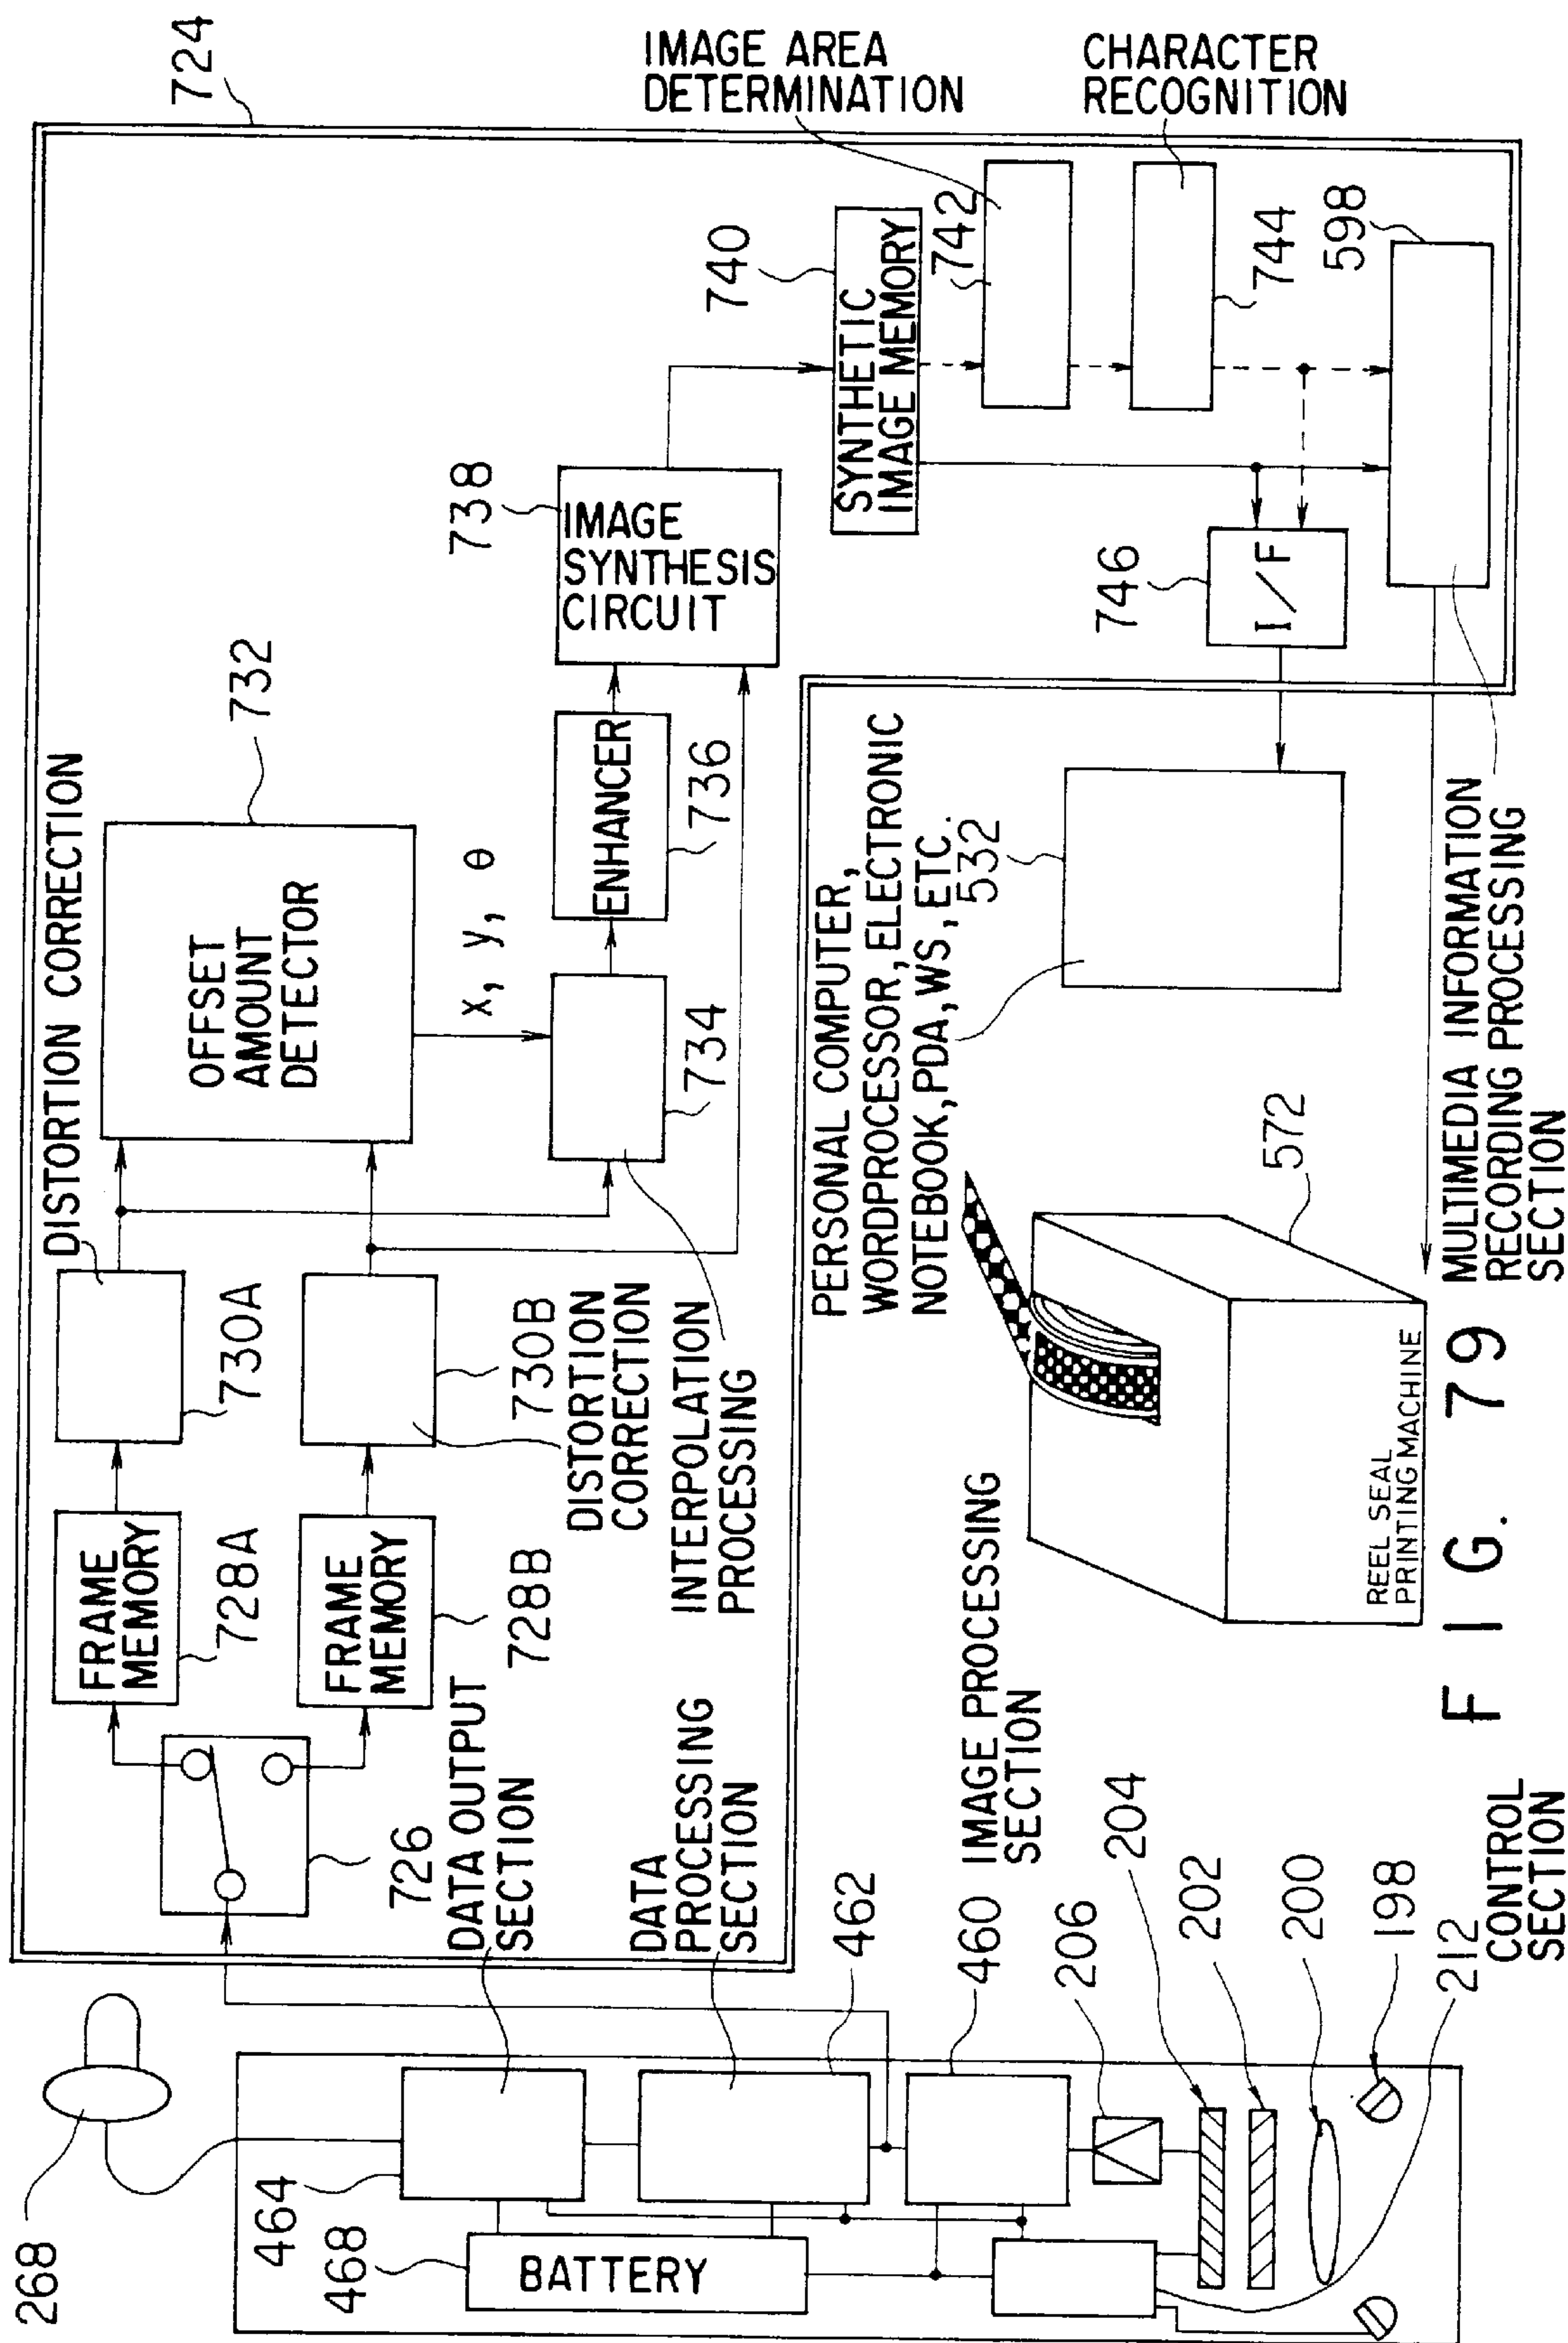 724
IMAGE AREA
DETERMINATION
CHARACTER
RECOGNITION
DISTORTION CORRECTION
732
OFFSET
AMOUNT
DETECTOR
x, y, θ
738
IMAGE
SYNTHESIS
CIRCUIT
740
SYNTHETIC
IMAGE MEMORY
742
744
598
746
I/F
ENHANCER
736
734
730A
730B
DISTORTION
CORRECTION
INTERPOLATION
PROCESSING
FRAME
MEMORY
728A
FRAME
MEMORY
728B
726
DATA OUTPUT
SECTION
DATA
PROCESSING
SECTION
462
460
IMAGE PROCESSING
SECTION
PERSONAL COMPUTER,
WORDPROCESSOR, ELECTRONIC
NOTEBOOK, PDA, WS, ETC.
532
572
REEL SEAL
PRINTING MACHINE
MULTIMEDIA INFORMATION
RECORDING PROCESSING
SECTION
268
464
468
BATTERY
206
204
202
200
198
212
CONTROL
SECTION
FIG. 79